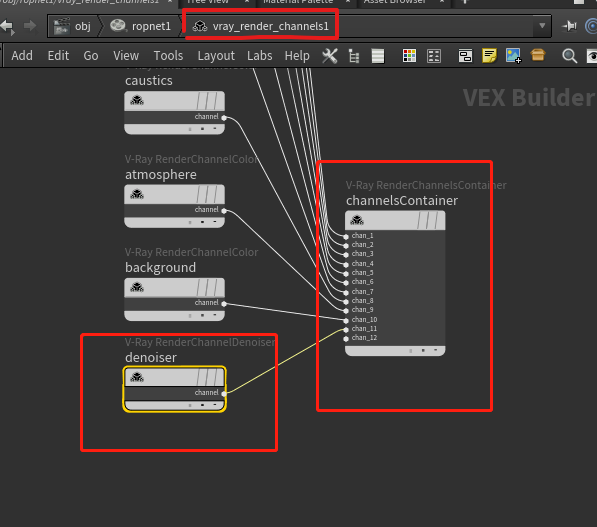 /obj/ropnet1/vray_render_channels1
Tree View
Material Palette
Asset Browser
obj
ropnet1
vray_render_channels1
Add Edit Go View Tools Layout Labs Help
VEX Builder
caustics
channel
V-Ray RenderChannelColor
atmosphere
channel
V-Ray RenderChannelColor
background
channel
V-Ray RenderChannelDenoiser
denoiser
channel
V-Ray RenderChannelsContainer
channelsContainer
chan_1
chan_2
chan_3
chan_4
chan_5
chan_6
chan_7
chan_8
chan_9
chan_10
chan_11
chan_12